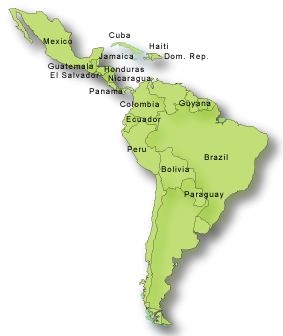 Cuba
Mexico
Haiti
Jamaica
Dom. Rep.
Guatemala
Honduras
El Salvador
Nicaragua
Panama
Colombia
Guyana
Ecuador
Peru
Brazil
Bolivia
Paraguay